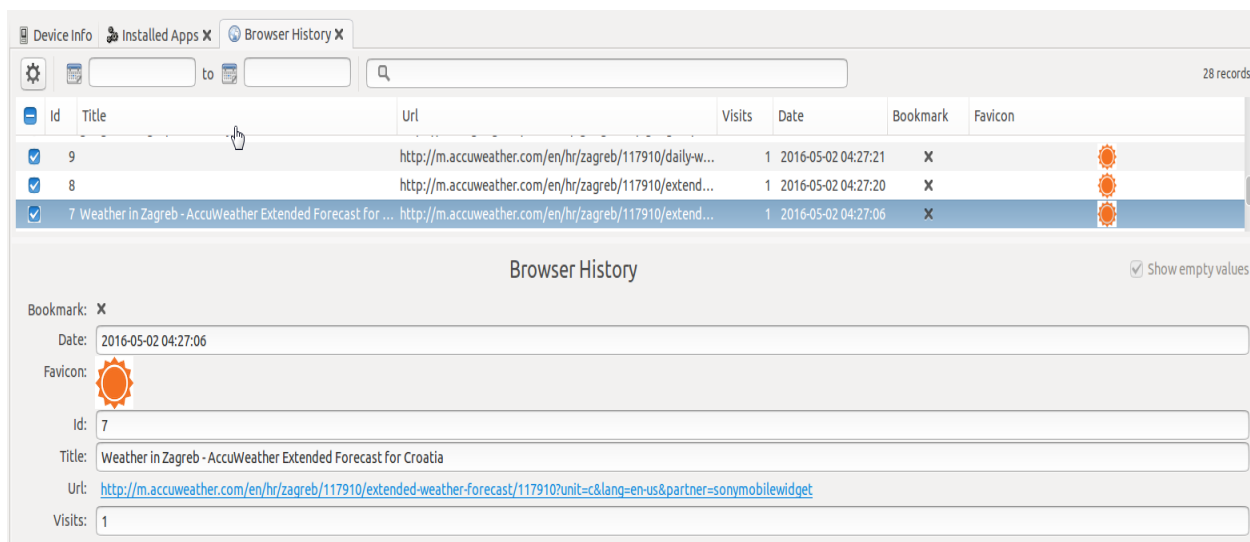 Device Info Installed Apps X Browser History X
to 28 records
Id Title Url Visits Date Bookmark Favicon
9 http://m.accuweather.com/en/hr/zagreb/117910/daily-w... 1 2016-05-02 04:27:21 X
8 http://m.accuweather.com/en/hr/zagreb/117910/extend... 1 2016-05-02 04:27:20 X
7 Weather in Zagreb - AccuWeather Extended Forecast for ... http://m.accuweather.com/en/hr/zagreb/117910/extend... 1 2016-05-02 04:27:06 X
Browser History Show empty values
Bookmark: X
Date: 2016-05-02 04:27:06
Favicon:
Id: 7
Title: Weather in Zagreb - AccuWeather Extended Forecast for Croatia
Url: http://m.accuweather.com/en/hr/zagreb/117910/extended-weather-forecast/117910?unit=c&lang=en-us&partner=sonymobilewidget
Visits: 1